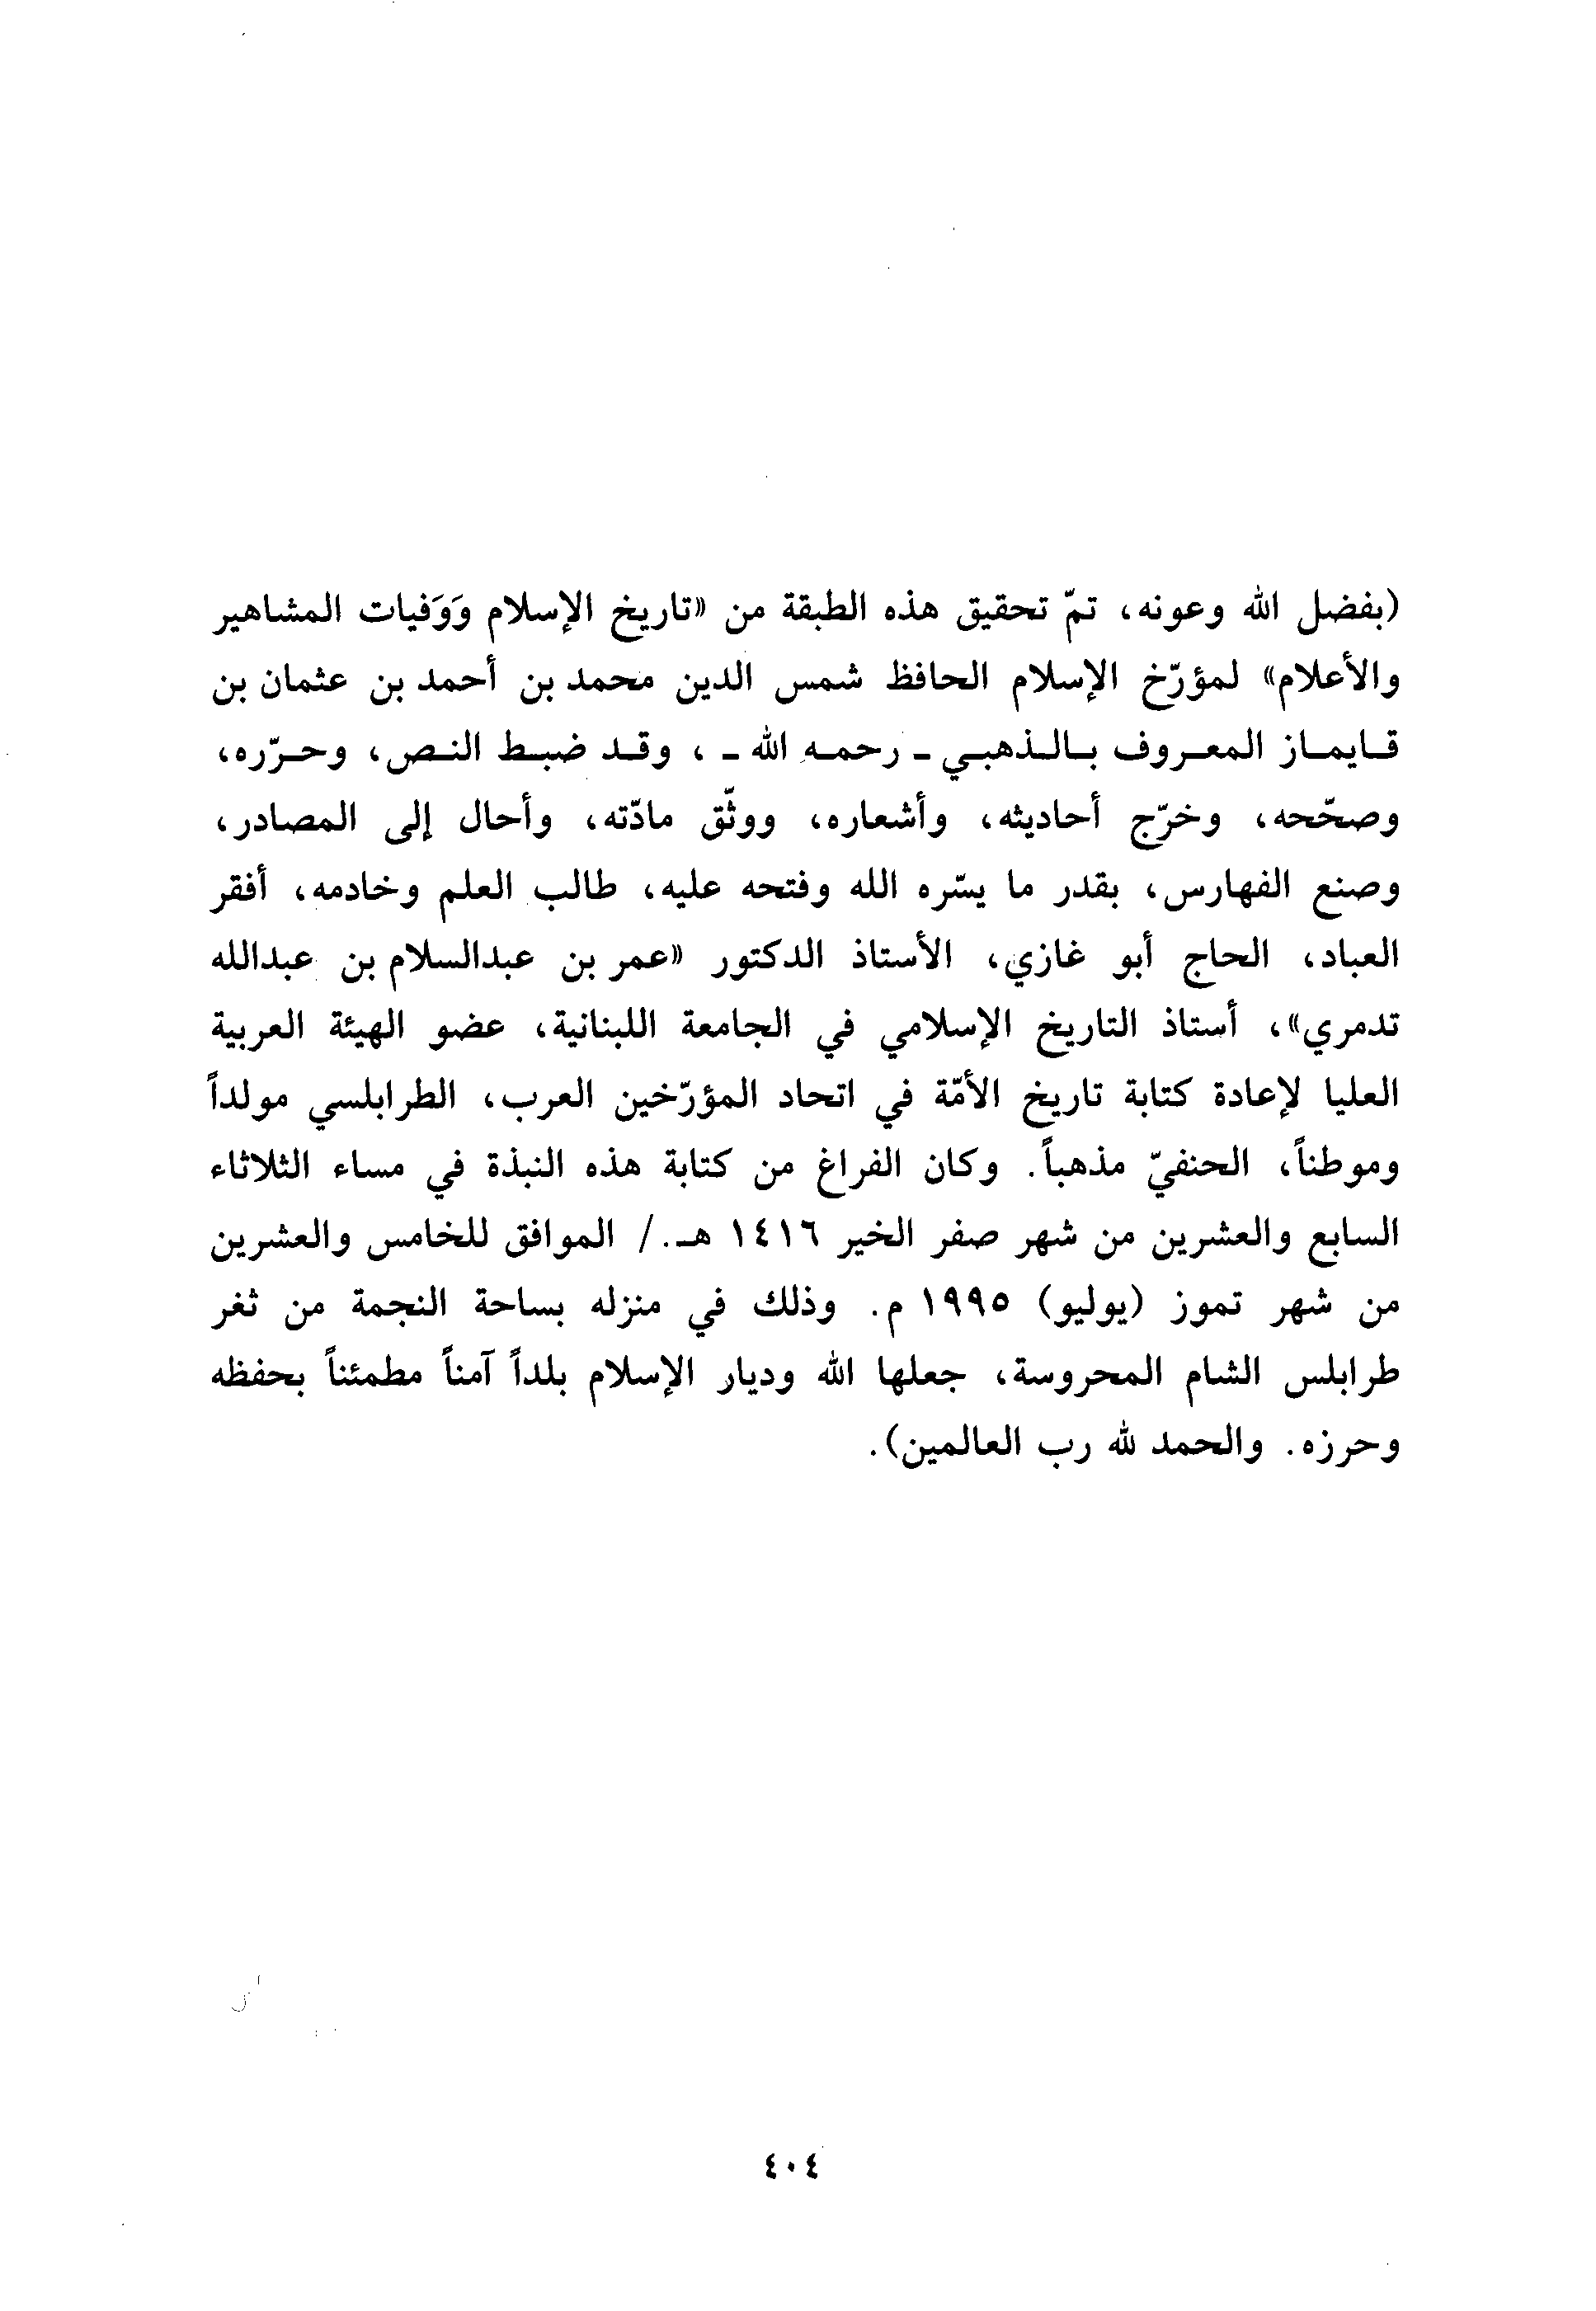 (بفضل الله وعونه، تمّ تحقيق هذه الطبقة من «تاريخ الإسلام وَوَفيات المشاهير
والأعلام» لمؤرّخ الإسلام الحافظ شمس الدين محمد بن أحمد بن عثمان بن
قايماز المعروف بالذهبي - رحمه الله - ، وقد ضبط النص، وحرّره،
وصحّحه، وخرّج أحاديثه، وأشعاره، ووثّق مادّته، وأحال إلى المصادر،
وصنع الفهارس، بقدر ما يسّره الله وفتحه عليه، طالب العلم وخادمه، أفقر
العباد، الحاج أبو غازي، الأستاذ الدكتور «عمر بن عبدالسلام بن عبدالله
تدمري»، أستاذ التاريخ الإسلامي في الجامعة اللبنانية، عضو الهيئة العربية
العليا لإعادة كتابة تاريخ الأمّة في اتحاد المؤرّخين العرب، الطرابلسي مولداً
وموطناً، الحنفيّ مذهباً. وكان الفراغ من كتابة هذه النبذة في مساء الثلاثاء
السابع والعشرين من شهر صفر الخير ١٤١٦ هـ./ الموافق للخامس والعشرين
من شهر تموز (يوليو) ١٩٩٥ م. وذلك في منزله بساحة النجمة من ثغر
طرابلس الشام المحروسة، جعلها الله وديار الإسلام بلداً آمناً مطمئناً بحفظه
وحرزه. والحمد لله رب العالمين).
٤٠٤